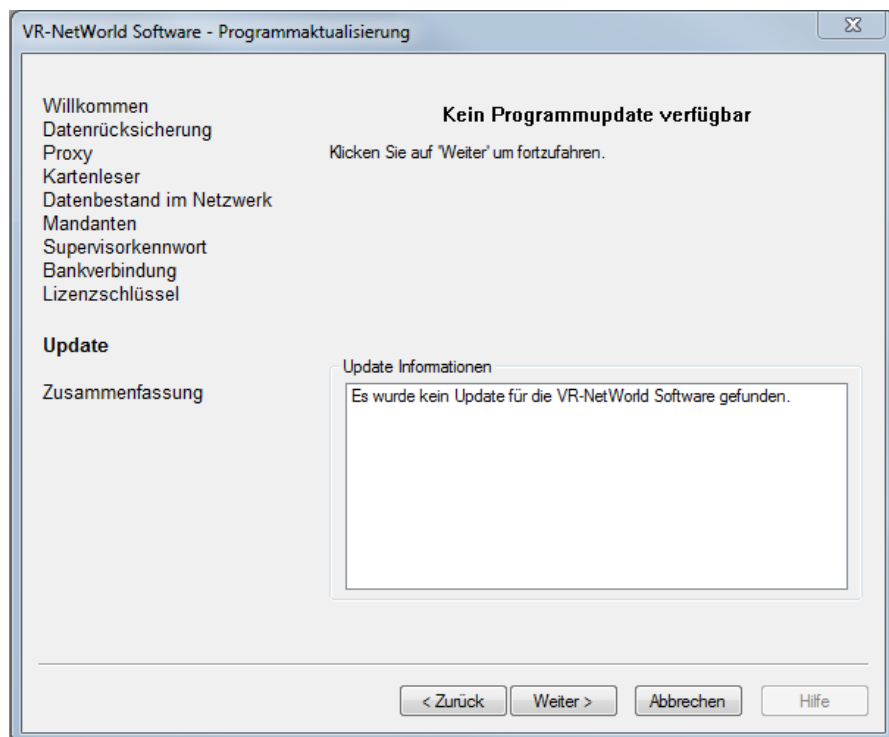 VR-NetWorld Software - Programmaktualisierung
Willkommen
Datenrücksicherung
Proxy
Kartenleser
Datenbestand im Netzwerk
Mandanten
Supervisorkennwort
Bankverbindung
Lizenzschlüssel
Update
Zusammenfassung
Kein Programmupdate verfügbar
Klicken Sie auf 'Weiter' um fortzufahren.
Update Informationen
Es wurde kein Update für die VR-NetWorld Software gefunden.
< Zurück
Weiter >
Abbrechen
Hilfe